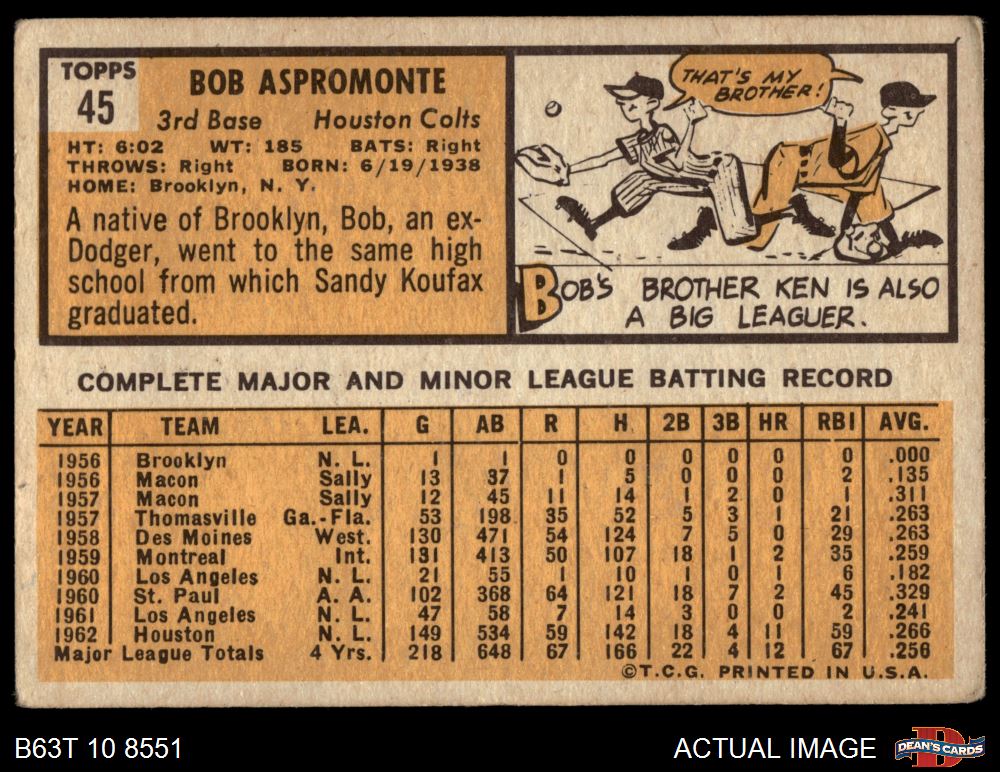 TOPPS
45
BOB ASPROMONTE
3rd Base Houston Colts
HT: 6:02 WT: 185 BATS: Right
THROWS: Right BORN: 6/19/1938
HOME: Brooklyn, N. Y.
A native of Brooklyn, Bob, an ex-
Dodger, went to the same high
school from which Sandy Koufax
graduated.
THAT'S MY
BROTHER!
BOB'S BROTHER KEN IS ALSO
A BIG LEAGUER.
COMPLETE MAJOR AND MINOR LEAGUE BATTING RECORD
YEAR TEAM LEA. G AB R H 2B 3B HR RBI AVG.
1956 Brooklyn N. L. 1 1 0 0 0 0 0 0 .000
1956 Macon Sally 13 37 1 5 0 0 0 2 .135
1957 Macon Sally 12 45 11 14 1 2 0 1 .311
1957 Thomasville Ga.-Fla. 53 198 35 52 5 3 1 21 .263
1958 Des Moines West. 130 471 54 124 7 5 0 29 .263
1959 Montreal Int. 131 413 50 107 18 1 2 35 .259
1960 Los Angeles N. L. 21 55 1 10 1 0 1 6 .182
1960 St. Paul A. A. 102 368 64 121 18 7 2 45 .329
1961 Los Angeles N. L. 47 58 7 14 3 0 0 2 .241
1962 Houston N. L. 149 534 59 142 18 4 11 59 .266
Major League Totals 4 Yrs. 218 648 67 166 22 4 12 67 .256
©T.C.G. PRINTED IN U.S.A.
B63T 10 8551
ACTUAL IMAGE
D
DEAN'S CARDS